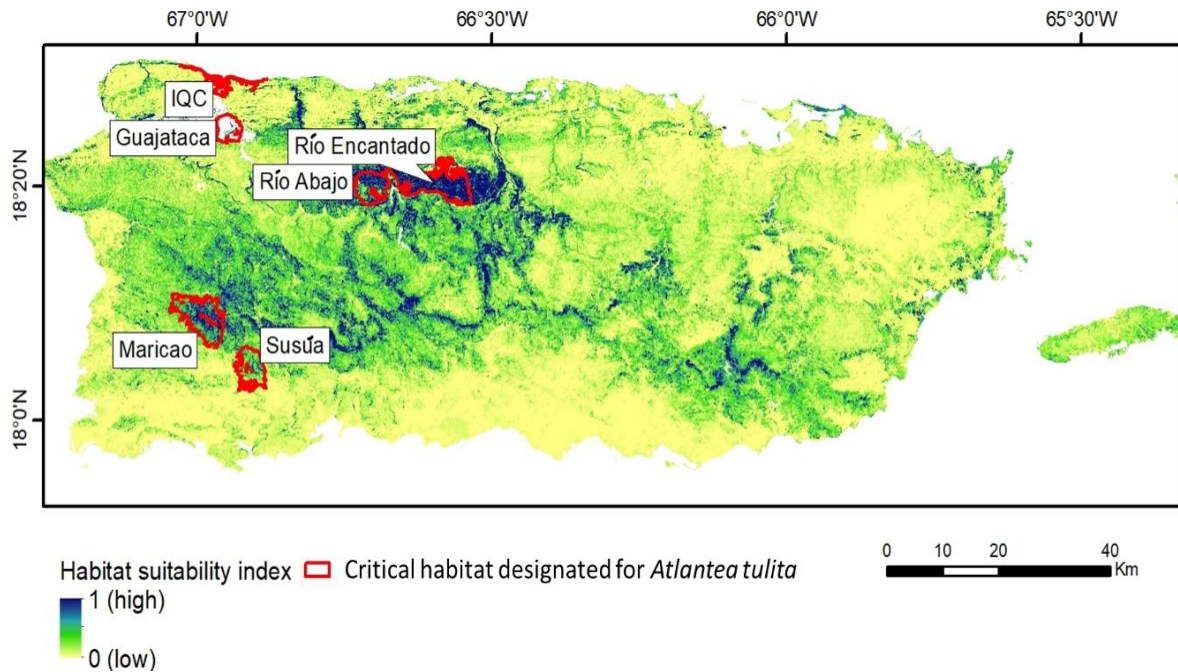 67°0'W 66°30'W 66°0'W 65°30'W
IQC
Guajataca
Río Encantado
Río Abajo
18°20'N
Maricao
Susúa
18°0'N
Habitat suitability index
Critical habitat designated for Atlantea tulita
1 (high)
0 (low)
0 10 20 40
Km